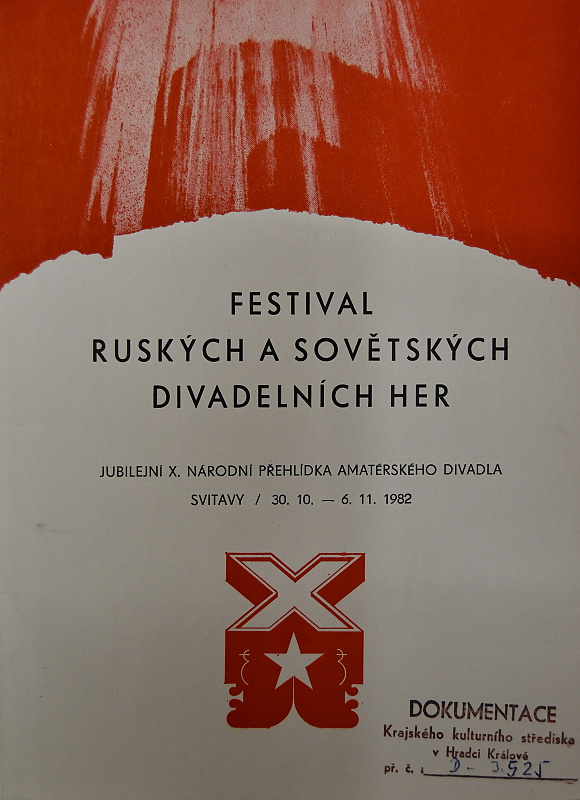 FESTIVAL
RUSKÝCH A SOVĚTSKÝCH
DIVADELNÍCH HER
JUBILEJNÍ X. NÁRODNÍ PŘEHLÍDKA AMATÉRSKÉHO DIVADLA
SVITAVY / 30. 10. — 6. 11. 1982
X
DOKUMENTACE
Krajského kulturního střediska
v Hradci Králové
př. č. : D - 3.925